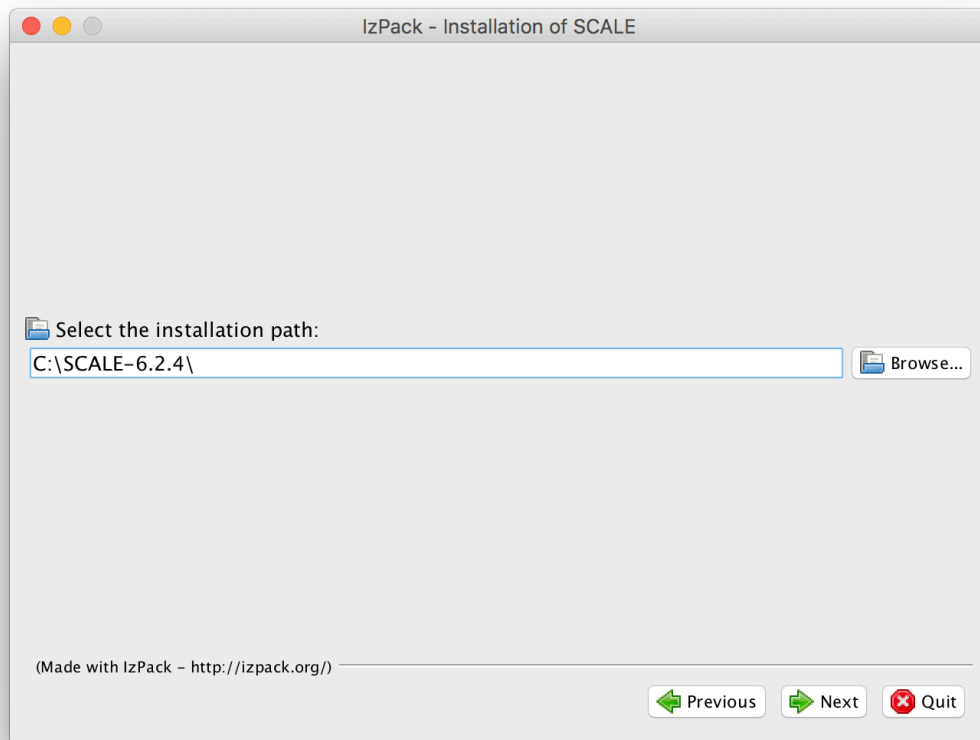 IzPack - Installation of SCALE
Select the installation path:
C:\SCALE-6.2.4\
Browse...
(Made with IzPack - http://izpack.org/)
Previous
Next
Quit